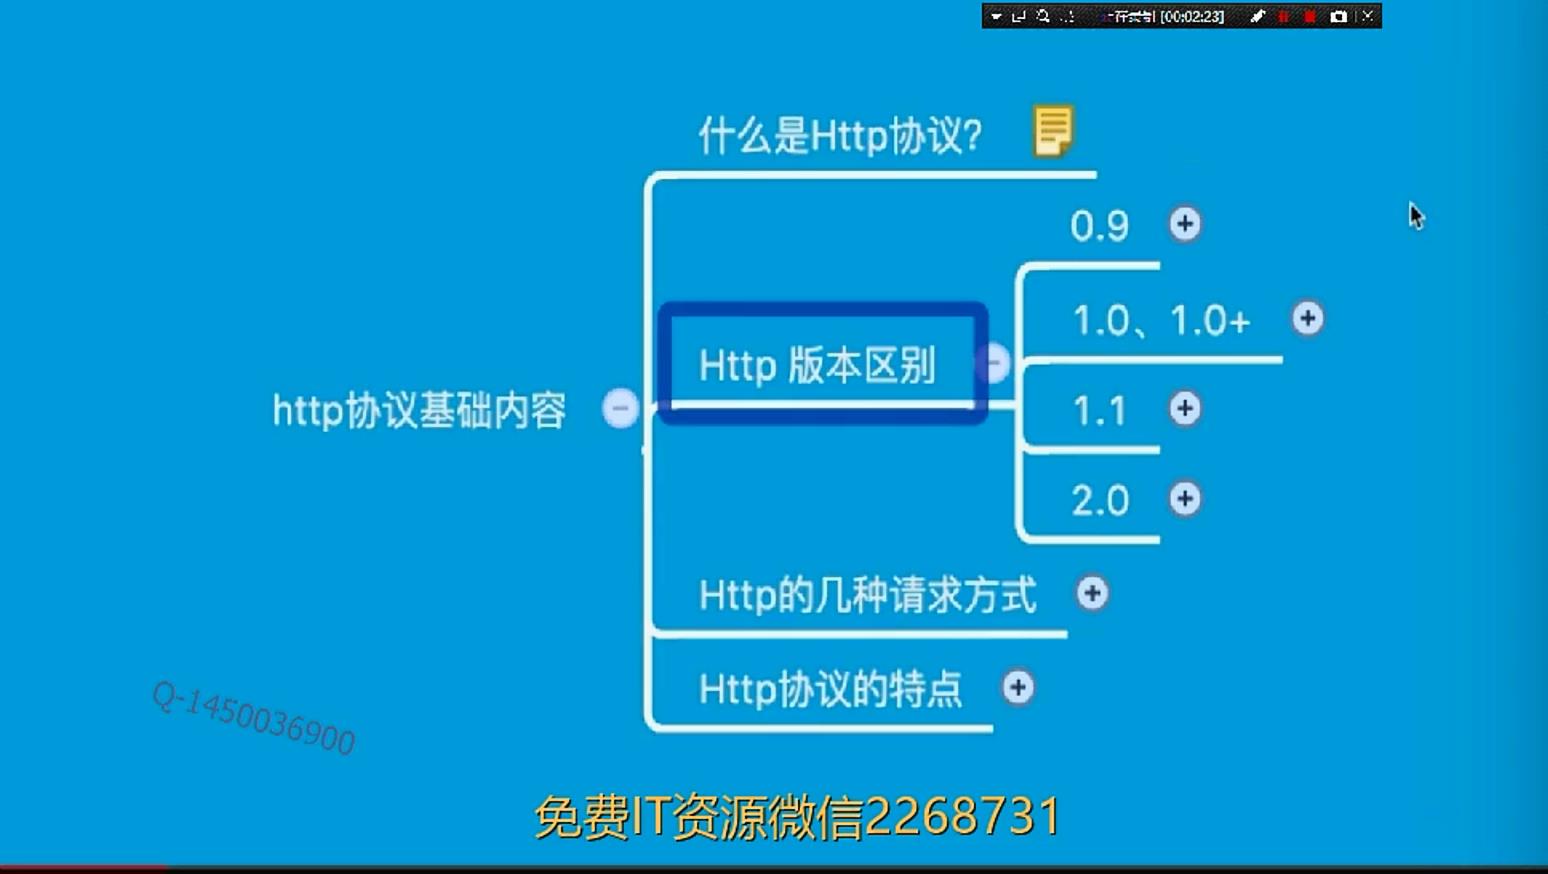 [00:02:23]
什么是Http协议?
0.9
1.0、1.0+
Http 版本区别
http协议基础内容
1.1
2.0
Http的几种请求方式
Http协议的特点
Q-1450036900
免费IT资源微信2268731